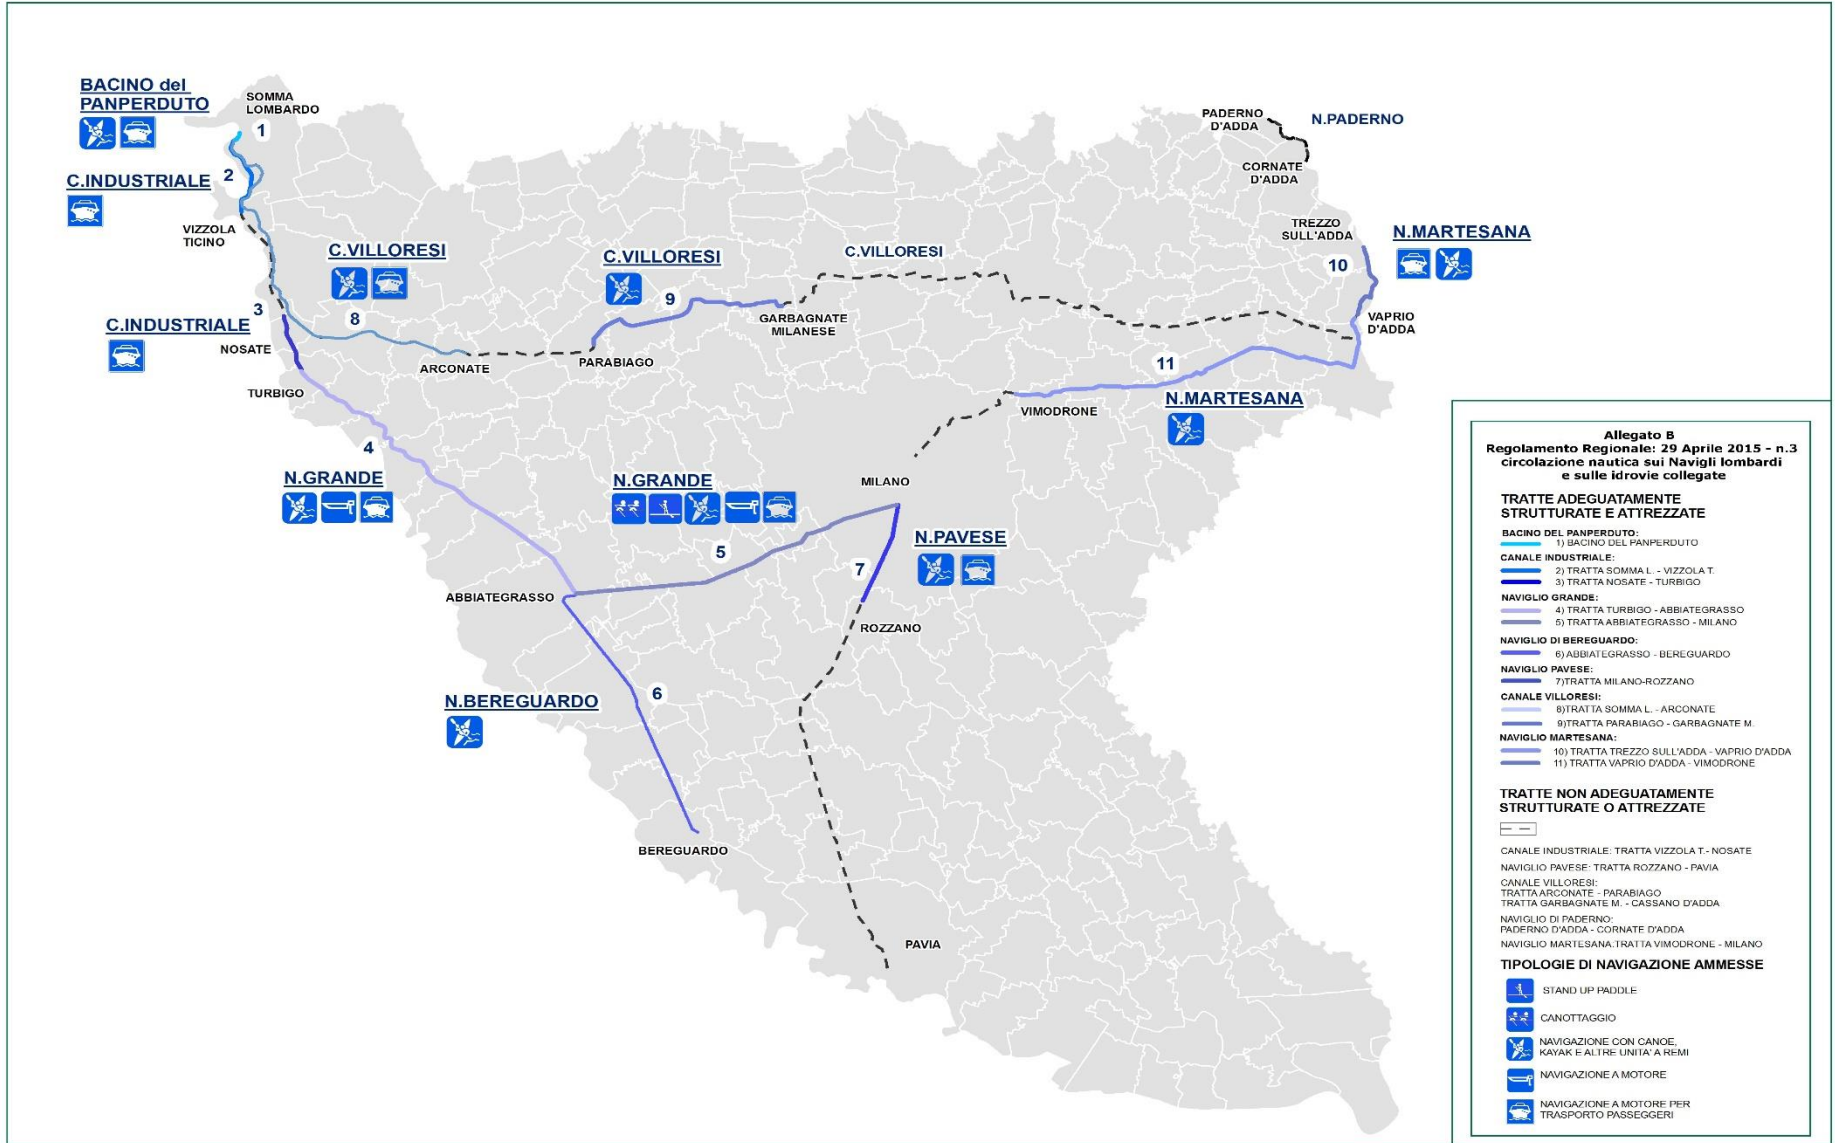 BACINO del
PANPERDUTO
SOMMA
LOMBARDO
1
PADERNO
D'ADDA
N.PADERNO
CORNATE
D'ADDA
2
C.INDUSTRIALE
VIZZOLA
TICINO
TREZZO
SULL'ADDA
N.MARTESANA
10
C.VILLORESI
C.VILLORESI
C.VILLORESI
9
3
8
GARBAGNATE
MILANESE
VAPRIO
D'ADDA
C.INDUSTRIALE
NOSATE
ARCONATE
PARABIAGO
11
TURBIGO
N.MARTESANA
VIMODRONE
4
N.GRANDE
N.GRANDE
MILANO
5
N.PAVESE
7
ABBIATEGRASSO
ROZZANO
6
N.BEREGUARDO
BEREGUARDO
PAVIA
Allegato B
Regolamento Regionale: 29 Aprile 2015 - n.3
circolazione nautica sui Navigli lombardi
e sulle idrovie collegate
TRATTE ADEGUATAMENTE
STRUTTURATE E ATTREZZATE
BACINO DEL PANPERDUTO:
1) BACINO DEL PANPERDUTO
CANALE INDUSTRIALE:
2) TRATTA SOMMA L. - VIZZOLA T.
3) TRATTA NOSATE - TURBIGO
NAVIGLIO GRANDE:
4) TRATTA TURBIGO - ABBIATEGRASSO
5) TRATTA ABBIATEGRASSO - MILANO
NAVIGLIO DI BEREGUARDO:
6) ABBIATEGRASSO - BEREGUARDO
NAVIGLIO PAVESE:
7)TRATTA MILANO-ROZZANO
CANALE VILLORESI:
8)TRATTA SOMMA L. - ARCONATE
9)TRATTA PARABIAGO - GARBAGNATE M.
NAVIGLIO MARTESANA:
10) TRATTA TREZZO SULL'ADDA - VAPRIO D'ADDA
11) TRATTA VAPRIO D'ADDA - VIMODRONE
TRATTE NON ADEGUATAMENTE
STRUTTURATE O ATTREZZATE
CANALE INDUSTRIALE: TRATTA VIZZOLA T.- NOSATE
NAVIGLIO PAVESE: TRATTA ROZZANO - PAVIA
CANALE VILLORESI:
TRATTA ARCONATE - PARABIAGO
TRATTA GARBAGNATE M. - CASSANO D'ADDA
NAVIGLIO DI PADERNO:
PADERNO D'ADDA - CORNATE D'ADDA
NAVIGLIO MARTESANA:TRATTA VIMODRONE - MILANO
TIPOLOGIE DI NAVIGAZIONE AMMESSE
STAND UP PADDLE
CANOTTAGGIO
NAVIGAZIONE CON CANOE,
KAYAK E ALTRE UNITA' A REMI
NAVIGAZIONE A MOTORE
NAVIGAZIONE A MOTORE PER
TRASPORTO PASSEGGERI